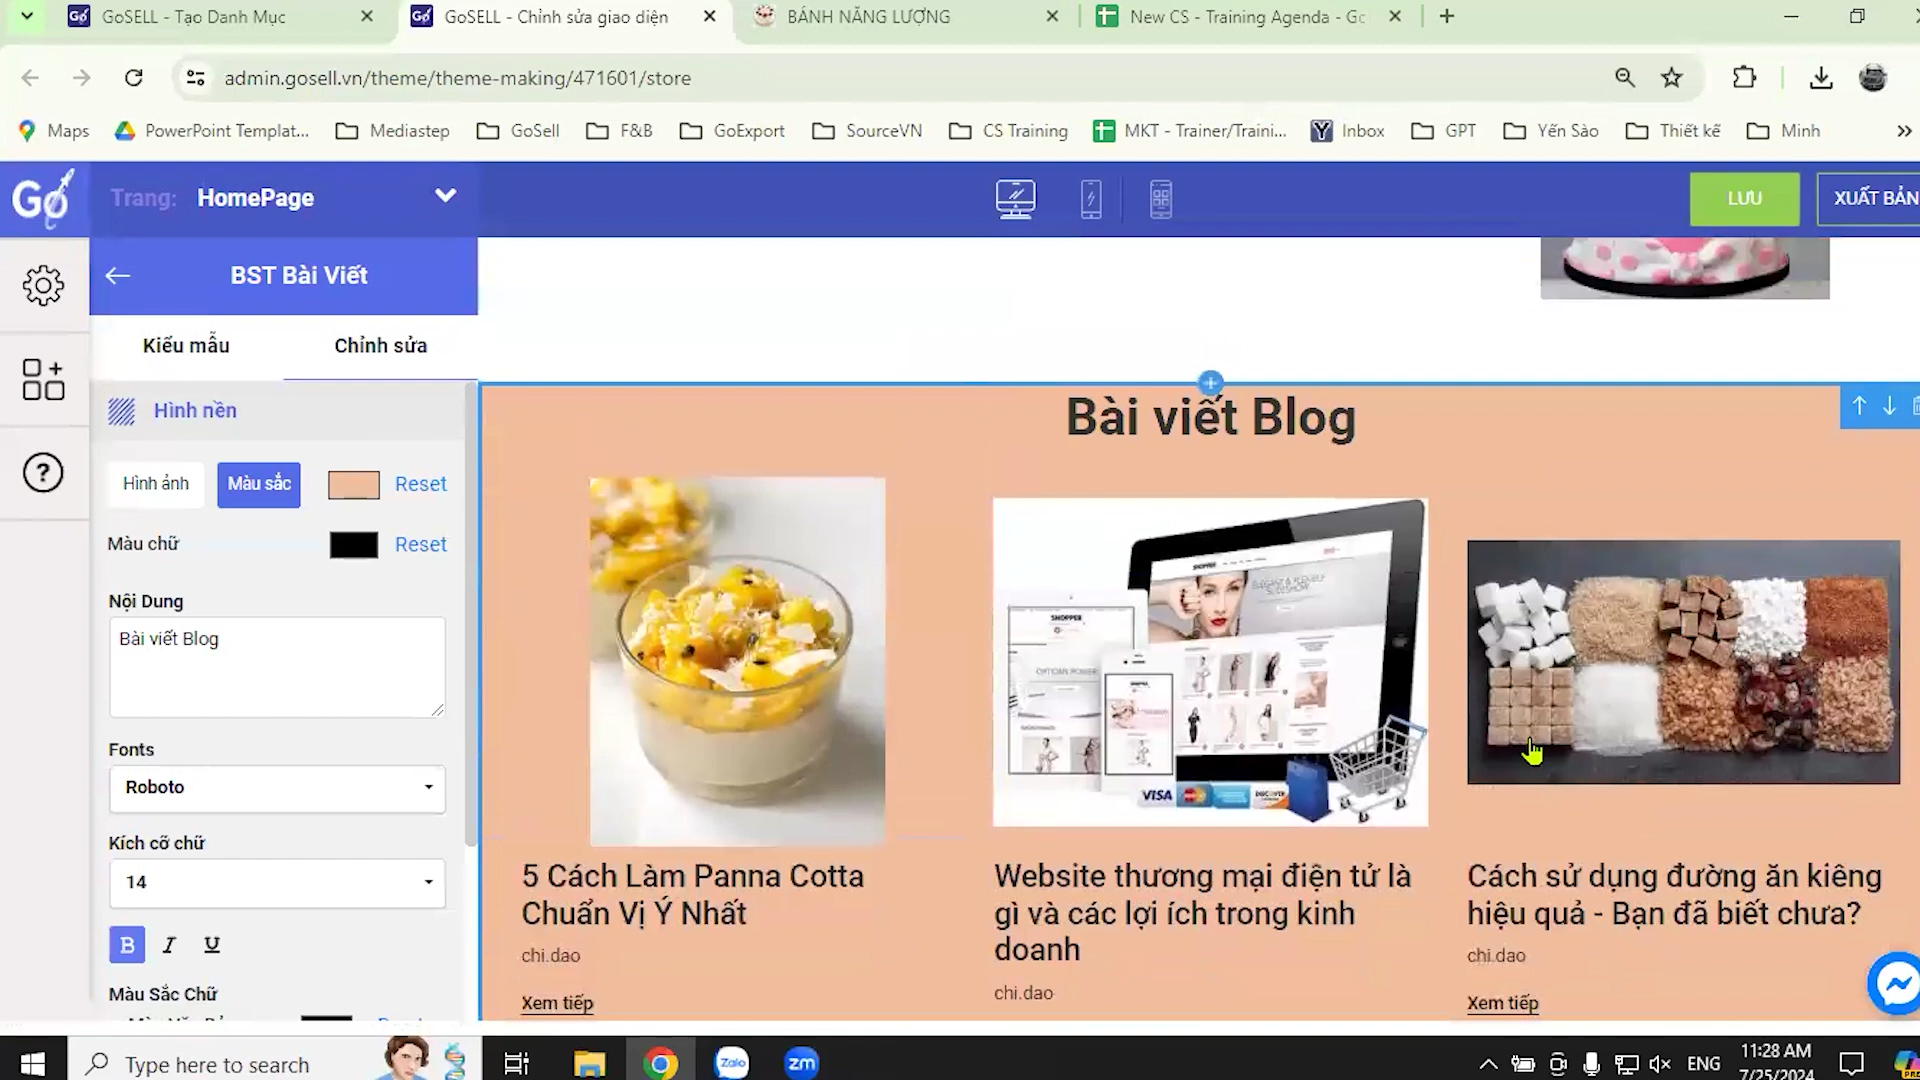 GoSELL - Tạo Danh Mục
GoSELL - Chỉnh sửa giao diện
BÁNH NĂNG LƯỢNG
New CS - Training Agenda - Gc
admin.gosell.vn/theme/theme-making/471601/store
Maps
PowerPoint Templat...
Mediastep
GoSell
F&B
GoExport
SourceVN
CS Training
MKT - Trainer/Traini...
Inbox
GPT
Yến Sào
Thiết kế
Minh
Go
Trang: HomePage
LƯU
XUẤT BẢN
BST Bài Viết
Kiểu mẫu
Chỉnh sửa
Hình nền
Hình ảnh
Màu sắc
Reset
Màu chữ
Reset
Nội Dung
Bài viết Blog
Fonts
Roboto
Kích cỡ chữ
14
B I U
Màu Sắc Chữ
Bài viết Blog
SHOPPER
VISA
DISCOVER
5 Cách Làm Panna Cotta
Chuẩn Vị Ý Nhất
chi.dao
Xem tiếp
Website thương mại điện tử là
gì và các lợi ích trong kinh
doanh
chi.dao
Cách sử dụng đường ăn kiêng
hiệu quả - Bạn đã biết chưa?
chi.dao
Xem tiếp
Type here to search
Zalo
zm
ENG
11:28 AM
7/25/2024